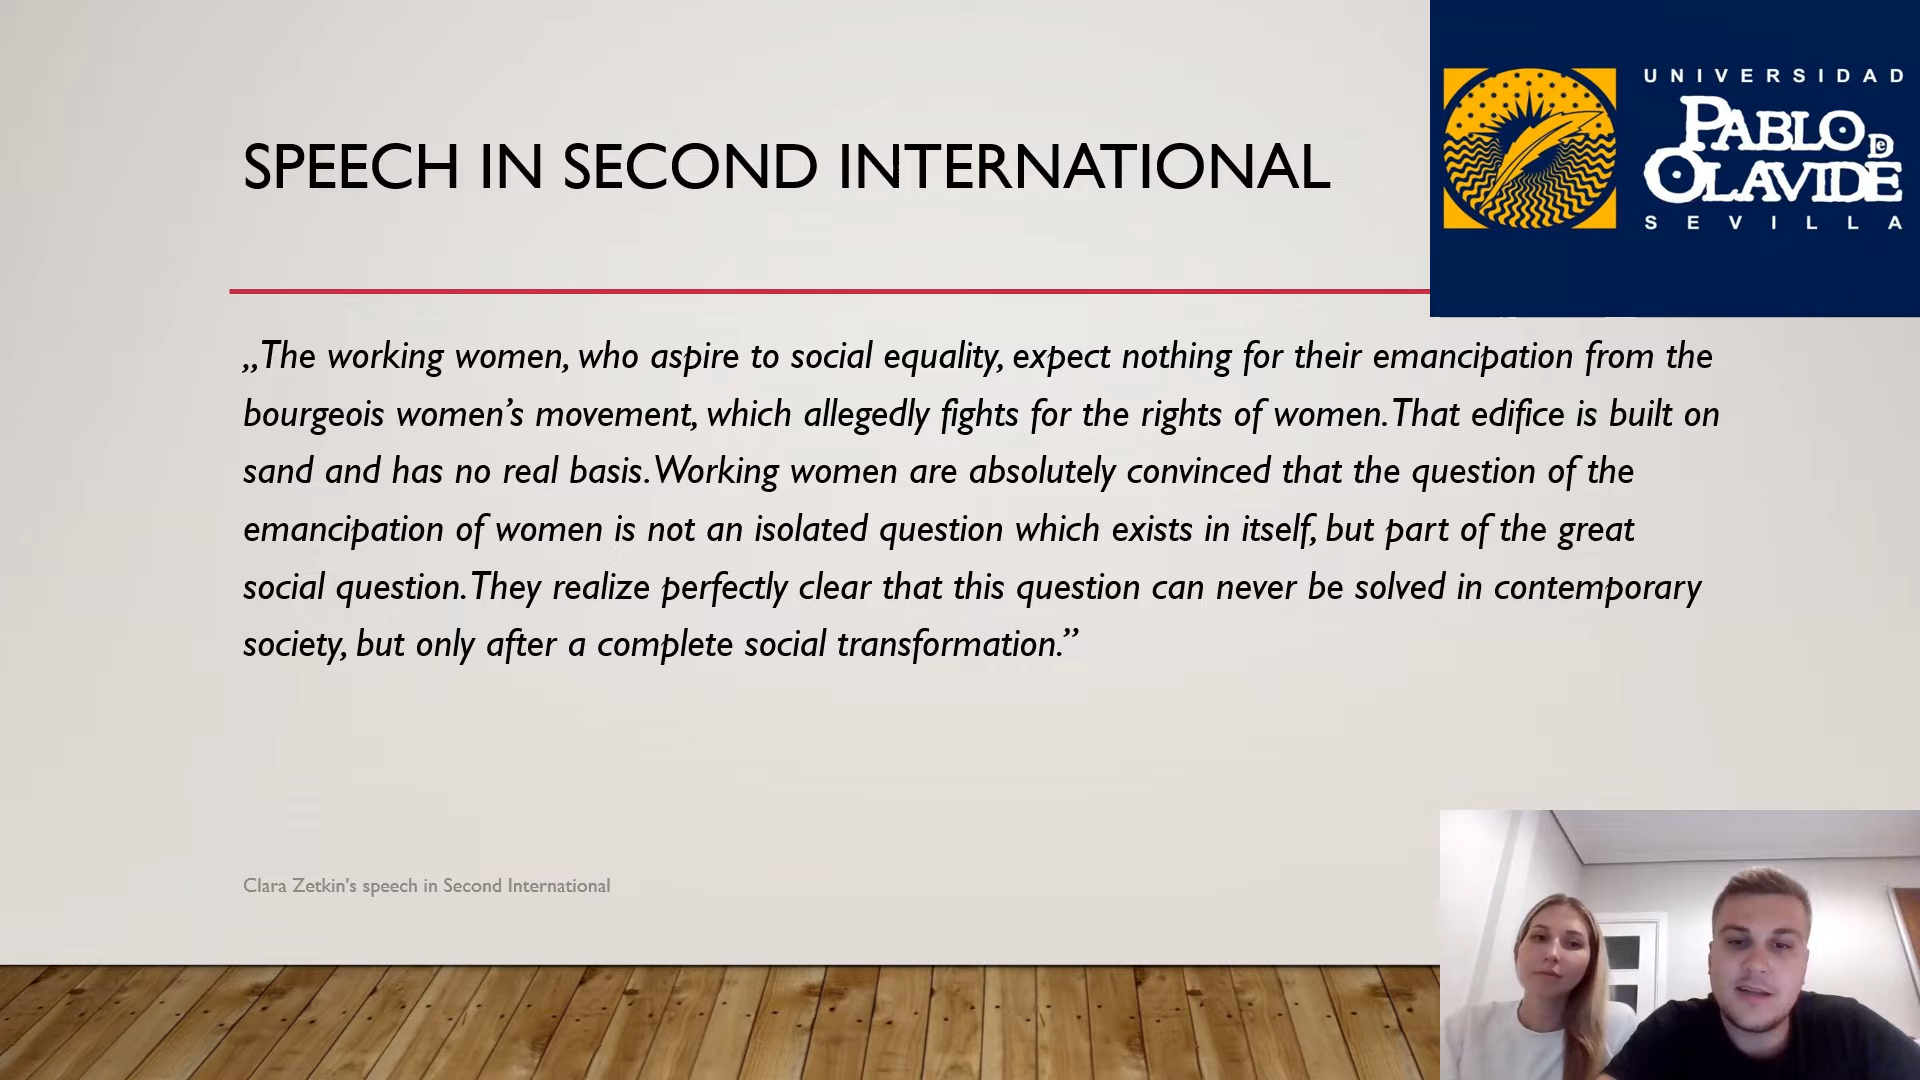 SPEECH IN SECOND INTERNATIONAL
UNIVERSIDAD
PABLO DE
OLAVIDE
SEVILLA
„The working women, who aspire to social equality, expect nothing for their emancipation from the
bourgeois women’s movement, which allegedly fights for the rights of women. That edifice is built on
sand and has no real basis. Working women are absolutely convinced that the question of the
emancipation of women is not an isolated question which exists in itself, but part of the great
social question. They realize perfectly clear that this question can never be solved in contemporary
society, but only after a complete social transformation.”
Clara Zetkin's speech in Second International